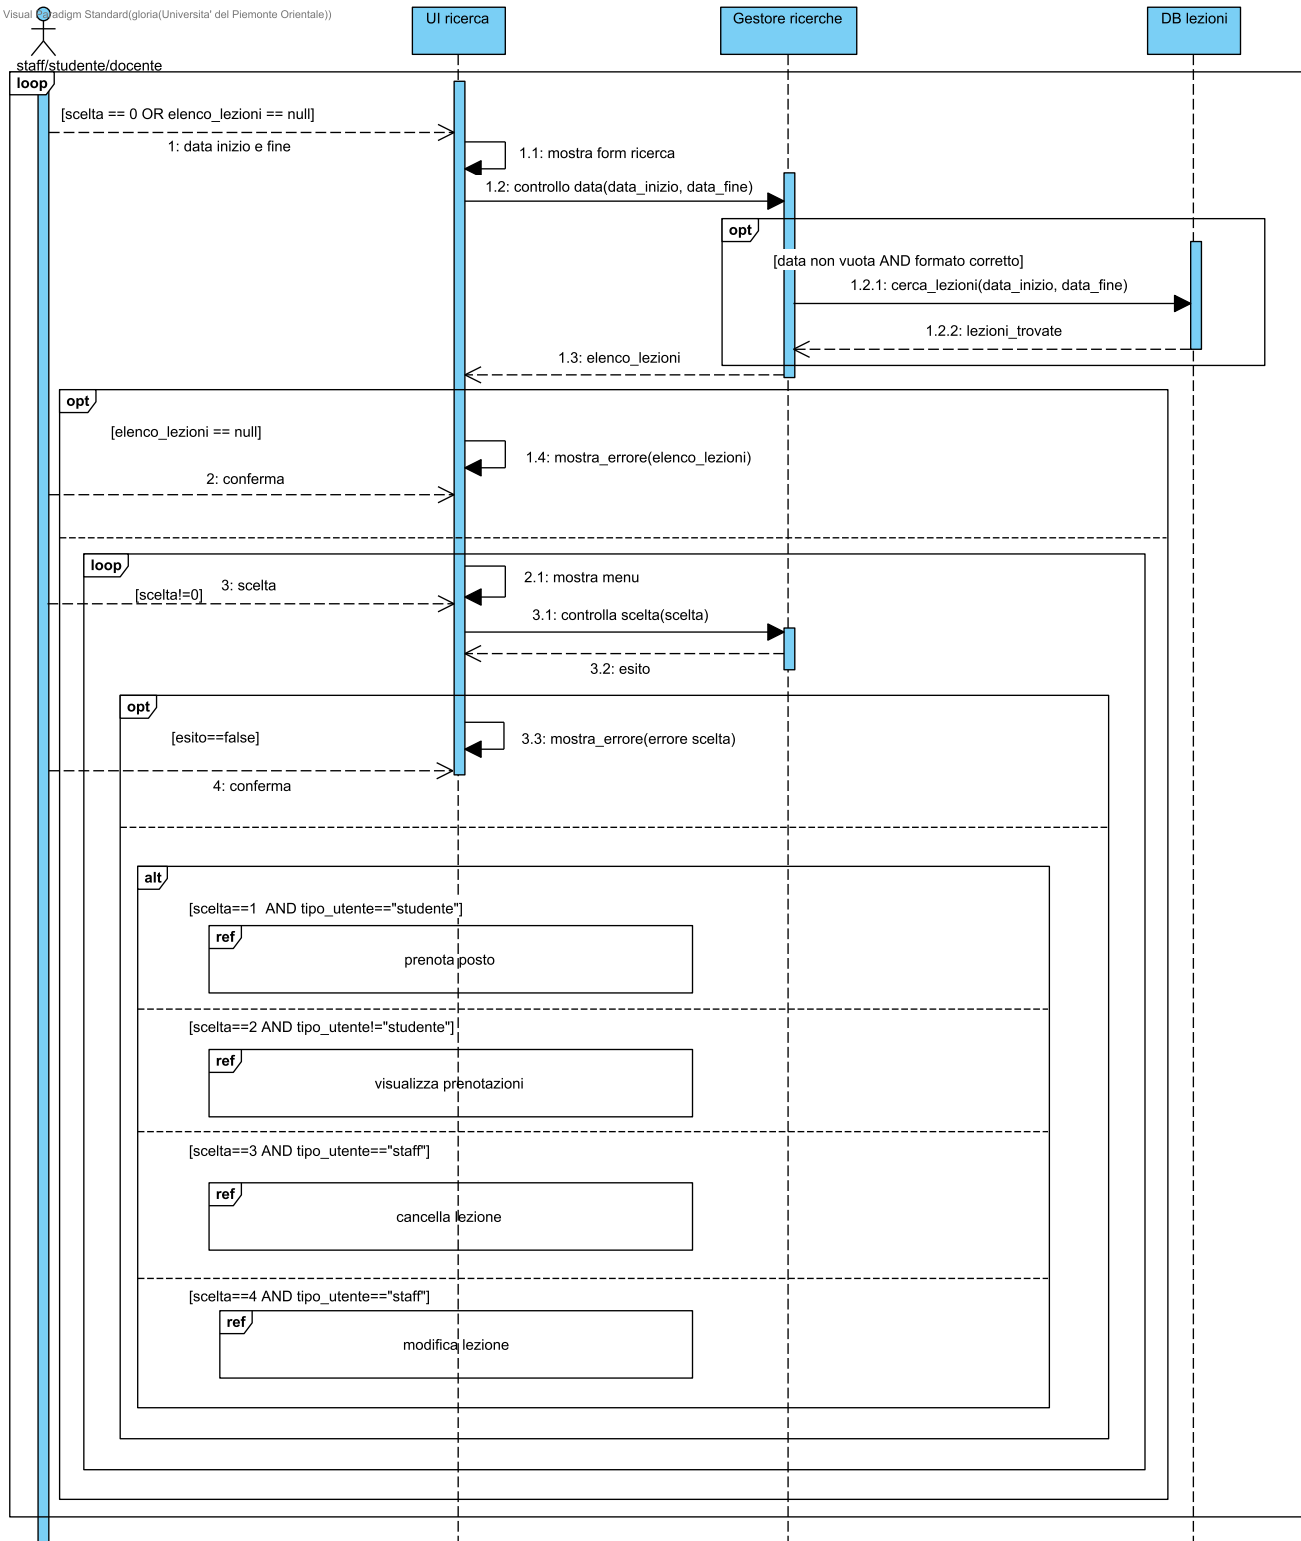 Visual Paradigm Standard(gloria(Universita' del Piemonte Orientale))
UI ricerca
Gestore ricerche
DB lezioni
staff/studente/docente
loop
[scelta == 0 OR elenco_lezioni == null]
1: data inizio e fine
1.1: mostra form ricerca
1.2: controllo data(data_inizio, data_fine)
opt
[data non vuota AND formato corretto]
1.2.1: cerca_lezioni(data_inizio, data_fine)
1.2.2: lezioni_trovate
1.3: elenco_lezioni
opt
[elenco_lezioni == null]
1.4: mostra_errore(elenco_lezioni)
2: conferma
loop
2.1: mostra menu
3: scelta
[scelta!=0]
3.1: controlla scelta(scelta)
3.2: esito
opt
[esito==false]
3.3: mostra_errore(errore scelta)
4: conferma
alt
[scelta==1  AND tipo_utente=="studente"]
ref
prenota posto
[scelta==2 AND tipo_utente!="studente"]
ref
visualizza prenotazioni
[scelta==3 AND tipo_utente=="staff"]
ref
cancella lezione
[scelta==4 AND tipo_utente=="staff"]
ref
modifica lezione